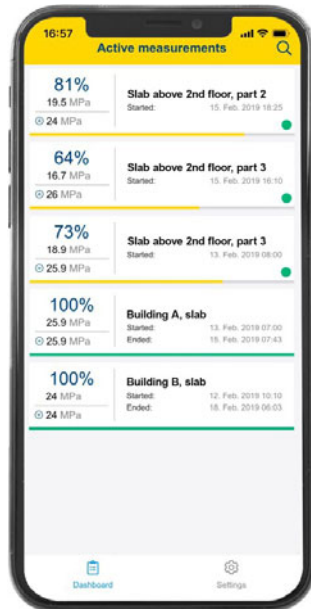 16:57
Active measurements
81%
19.5 MPa
24 MPa
Slab above 2nd floor, part 2
Started: 15. Feb. 2019 18:25
64%
16.7 MPa
26 MPa
Slab above 2nd floor, part 3
Started: 15. Feb. 2019 16:10
73%
18.9 MPa
25.9 MPa
Slab above 2nd floor, part 3
Started: 13. Feb. 2019 08:00
100%
25.9 MPa
25.9 MPa
Building A, slab
Started: 13. Feb. 2019 07:00
Ended: 15. Feb. 2019 07:43
100%
24 MPa
24 MPa
Building B, slab
Started: 12. Feb. 2019 10:10
Ended: 18. Feb. 2019 06:03
Dashboard
Settings